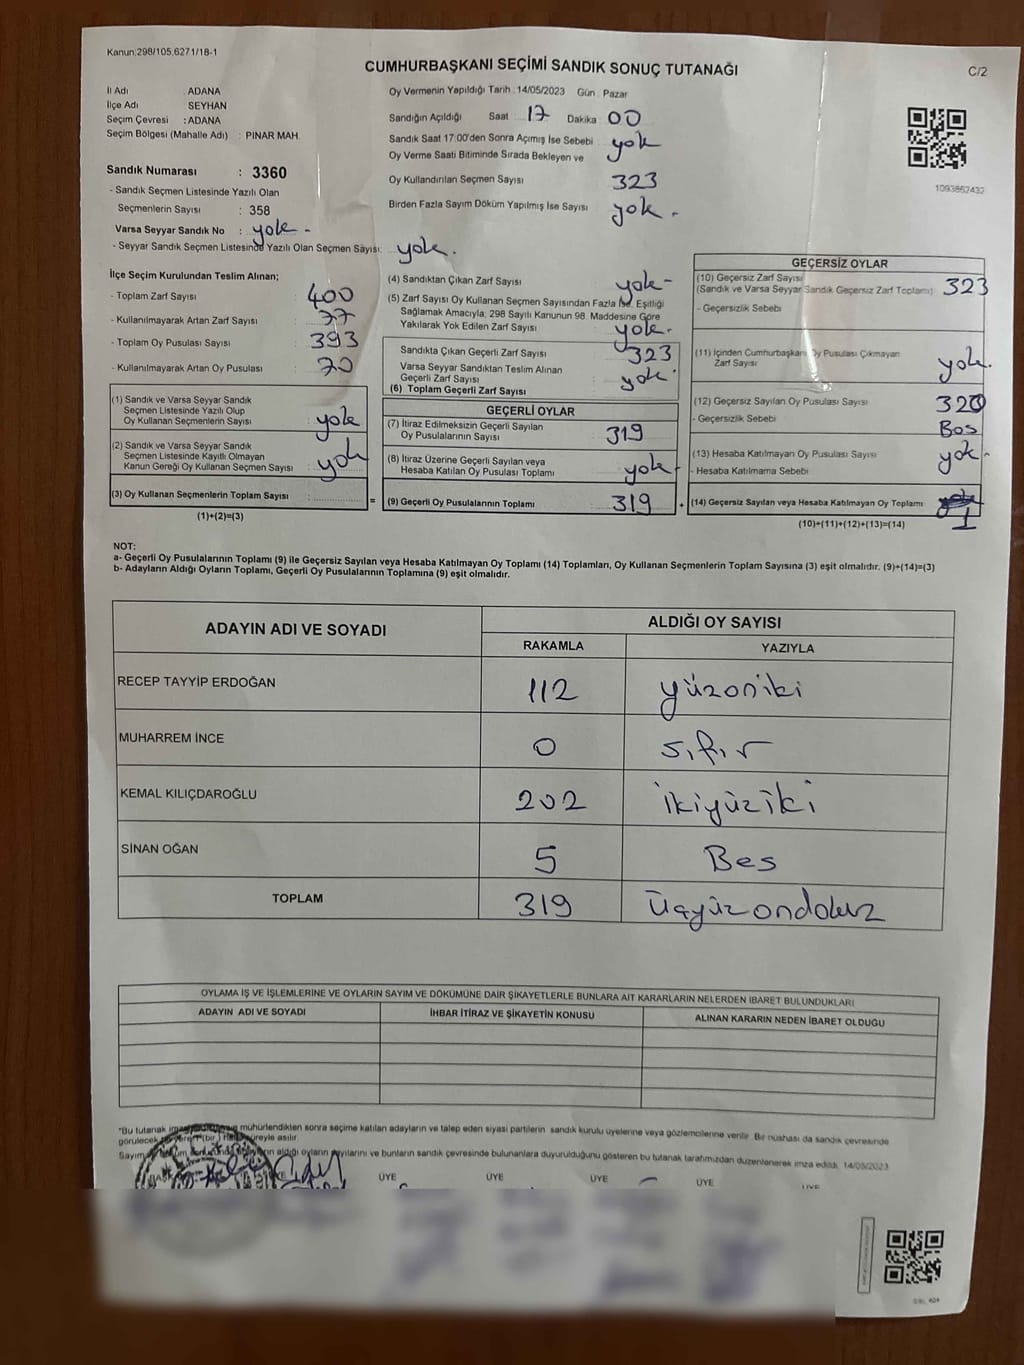 Kanun:298/105,6271/18-1
CUMHURBAŞKANI SEÇİMİ SANDIK SONUÇ TUTANAĞI
C/2
İl Adı : ADANA
İlçe Adı SEYHAN
Seçim Çevresi : ADANA
Seçim Bölgesi (Mahalle Adı) : PINAR MAH.
Sandık Numarası : 3360
- Sandık Seçmen Listesinde Yazılı Olan
Seçmenlerin Sayısı : 358
Varsa Seyyar Sandık No : yok -
- Seyyar Sandık Seçmen Listesinde Yazılı Olan Seçmen Sayısı: yok.
Oy Vermenin Yapıldığı Tarih : 14/05/2023 Gün : Pazar
Sandığın Açıldığı Saat 17 Dakika 00
Sandık Saat 17:00'den Sonra Açımış İse Sebebi yok
Oy Verme Saati Bitiminde Sırada Bekleyen ve
Oy Kullandırılan Seçmen Sayısı 323
Birden Fazla Sayım Döküm Yapılmış İse Sayısı yok -
1093862432
İlçe Seçim Kurulundan Teslim Alınan;
- Toplam Zarf Sayısı : 400
- Kullanılmayarak Artan Zarf Sayısı : 77
- Toplam Oy Pusulası Sayısı : 393
- Kullanılmayarak Artan Oy Pusulası : 70
(1) Sandık ve Varsa Seyyar Sandık
Seçmen Listesinde Yazılı Olup
Oy Kullanan Seçmenlerin Sayısı : yok
(2) Sandık ve Varsa Seyyar Sandık
Seçmen Listesinde Kayıtlı Olmayan
Kanun Gereği Oy Kullanan Seçmen Sayısı : yok
(3) Oy Kullanan Seçmenlerin Toplam Sayısı :
(1)+(2)=(3)
(4) Sandıktan Çıkan Zarf Sayısı : yok-
(5) Zarf Sayısı Oy Kullanan Seçmen Sayısından Fazla İse, Eşitliği
Sağlamak Amacıyla; 298 Sayılı Kanunun 98. Maddesine Göre
Yakılarak Yok Edilen Zarf Sayısı : yok.
Sandıkta Çıkan Geçerli Zarf Sayısı : 323
Varsa Seyyar Sandıktan Teslim Alınan
Geçerli Zarf Sayısı : yok
(6) Toplam Geçerli Zarf Sayısı
=
GEÇERLİ OYLAR
(7) İtiraz Edilmeksizin Geçerli Sayılan
Oy Pusulalarının Sayısı : 319
(8) İtiraz Üzerine Geçerli Sayılan veya
Hesaba Katılan Oy Pusulası Toplamı : yok
(9) Geçerli Oy Pusulalarının Toplamı : 319
+
GEÇERSİZ OYLAR
(10) Geçersiz Zarf Sayısı
(Sandık ve Varsa Seyyar Sandık Geçersiz Zarf Toplamı) 323
- Geçersizlik Sebebi
(11) İçinden Cumhurbaşkanı Oy Pusulası Çıkmayan
Zarf Sayısı yok.
(12) Geçersiz Sayılan Oy Pusulası Sayısı
- Geçersizlik Sebebi Bos
(13) Hesaba Katılmayan Oy Pusulası Sayısı yok-
- Hesaba Katılmama Sebebi
(14) Geçersiz Sayılan veya Hesaba Katılmayan Oy Toplamı
(10)+(11)+(12)+(13)=(14)
NOT:
a- Geçerli Oy Pusulalarının Toplamı (9) ile Geçersiz Sayılan veya Hesaba Katılmayan Oy Toplamı (14) Toplamları, Oy Kullanan Seçmenlerin Toplam Sayısına (3) eşit olmalıdır. (9)+(14)=(3)
b- Adayların Aldığı Oyların Toplamı, Geçerli Oy Pusulalarının Toplamına (9) eşit olmalıdır.
ADAYIN ADI VE SOYADI
ALDIĞI OY SAYISI
RAKAMLA YAZIYLA
RECEP TAYYİP ERDOĞAN 112 yüzoniki
MUHARREM İNCE 0 sıfır
KEMAL KILIÇDAROĞLU 202 ikiyüziki
SİNAN OĞAN 5 Bes
TOPLAM 319 Üçyüzondokuz
OYLAMA İŞ VE İŞLEMLERİNE VE OYLARIN SAYIM VE DÖKÜMÜNE DAİR ŞİKAYETLERLE BUNLARA AİT KARARLARIN NELERDEN İBARET BULUNDUKLARI
ADAYIN ADI VE SOYADI İHBAR İTİRAZ VE ŞİKAYETİN KONUSU ALINAN KARARIN NEDEN İBARET OLDUĞU
*Bu tutanak mühürlendikten sonra seçime katılan adayların ve talep eden siyasi partilerin sandık kurulu üyelerine veya gözlemcilerine verilir. Bir nüshası da sandık çevresinde
görülecek (bir) süreyle asılır.
Sayım aldığı oyların sayılarını ve bunların sandık çevresinde bulunanlara duyurulduğunu gösteren bu tutanak tarafımızdan düzenlenerek imza edildi. 14/05/2023
ÜYE ÜYE ÜYE ÜYE ÜYE